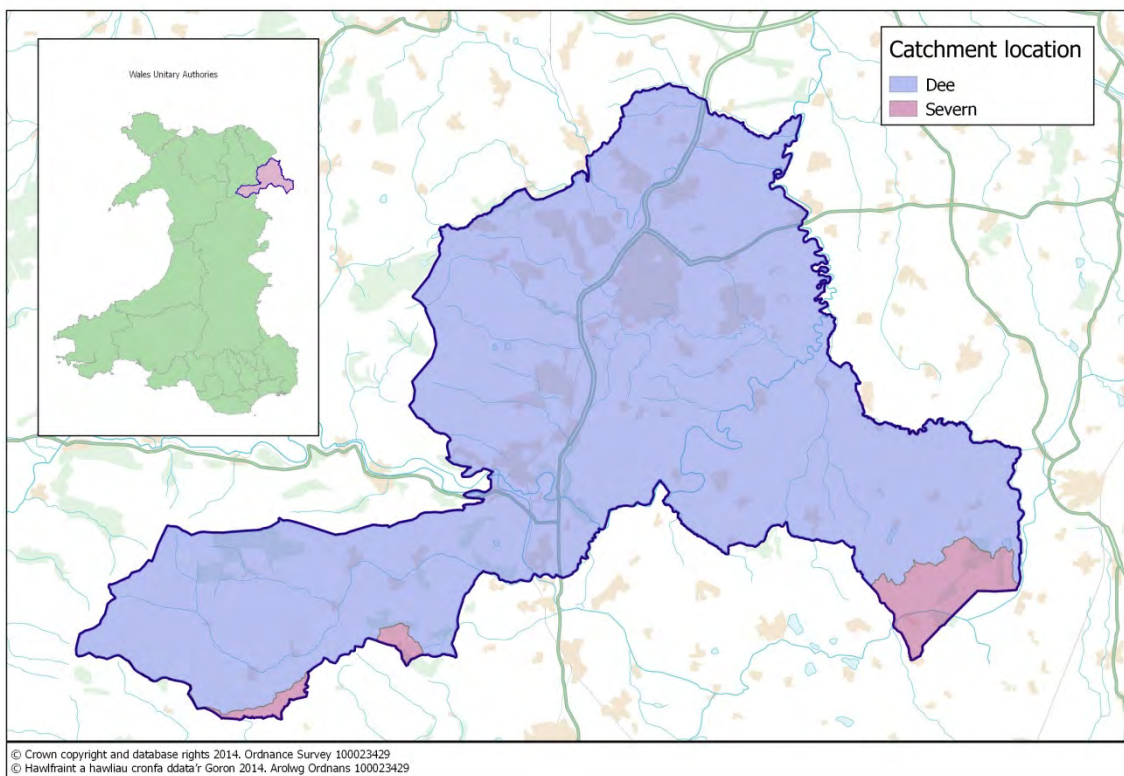 Wales Unitary Authories
Catchment location
Dee
Severn
© Crown copyright and database rights 2014. Ordnance Survey 100023429
© Hawlfraint a hawliau cronfa ddata'r Goron 2014. Arolwg Ordnans 100023429